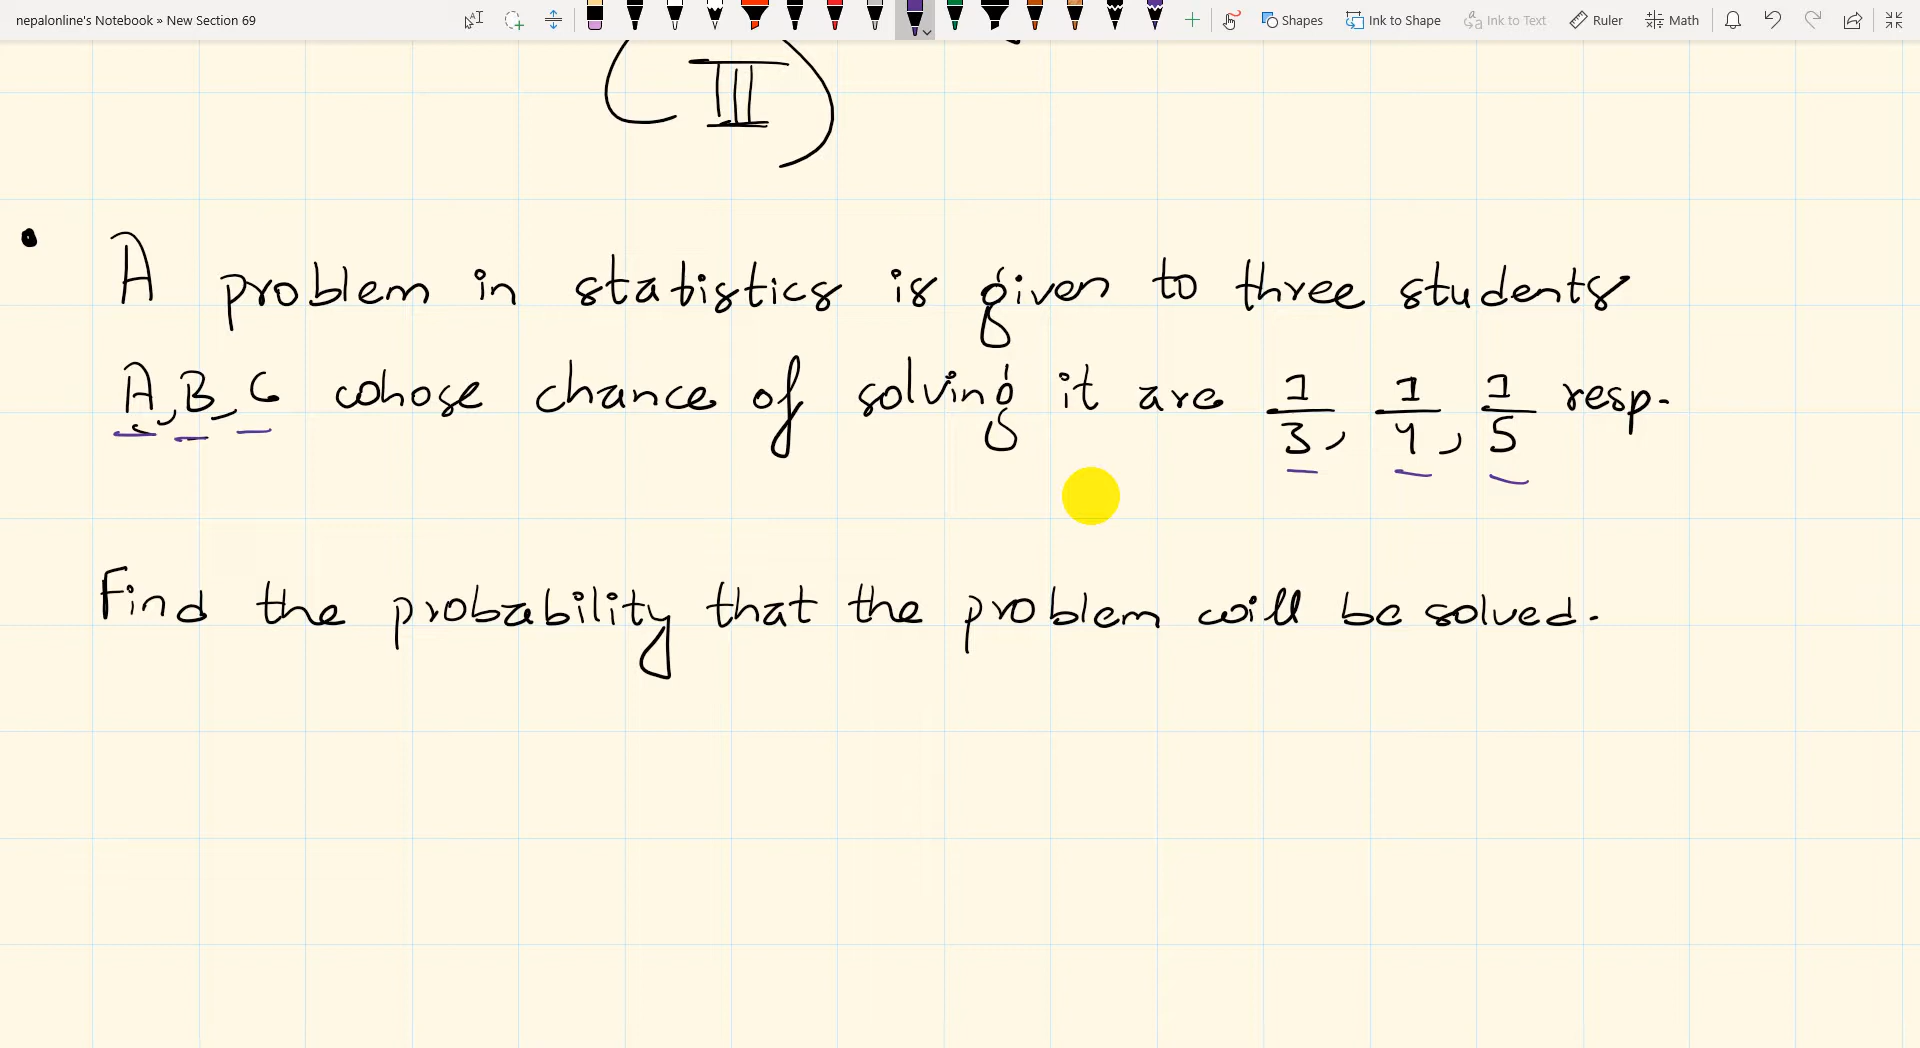 nepalonline's Notebook » New Section 69
Shapes Ink to Shape Ink to Text Ruler Math
III
• A problem in statistics is given to three students
A, B, C whose chance of solving it are 1/3, 1/4, 1/5 resp.
Find the probability that the problem will be solved.